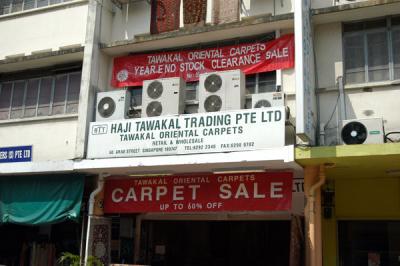 TAWAKAL ORIENTAL CARPETS
YEAR-END STOCK CLEARANCE SALE
HTT
HAJI TAWAKAL TRADING PTE LTD
TAWAKAL ORIENTAL CARPETS
RETAIL & WHOLESALE
ARAB STREET, SINGAPORE
TAWAKAL ORIENTAL CARPETS
CARPET SALE
UP TO 60% OFF